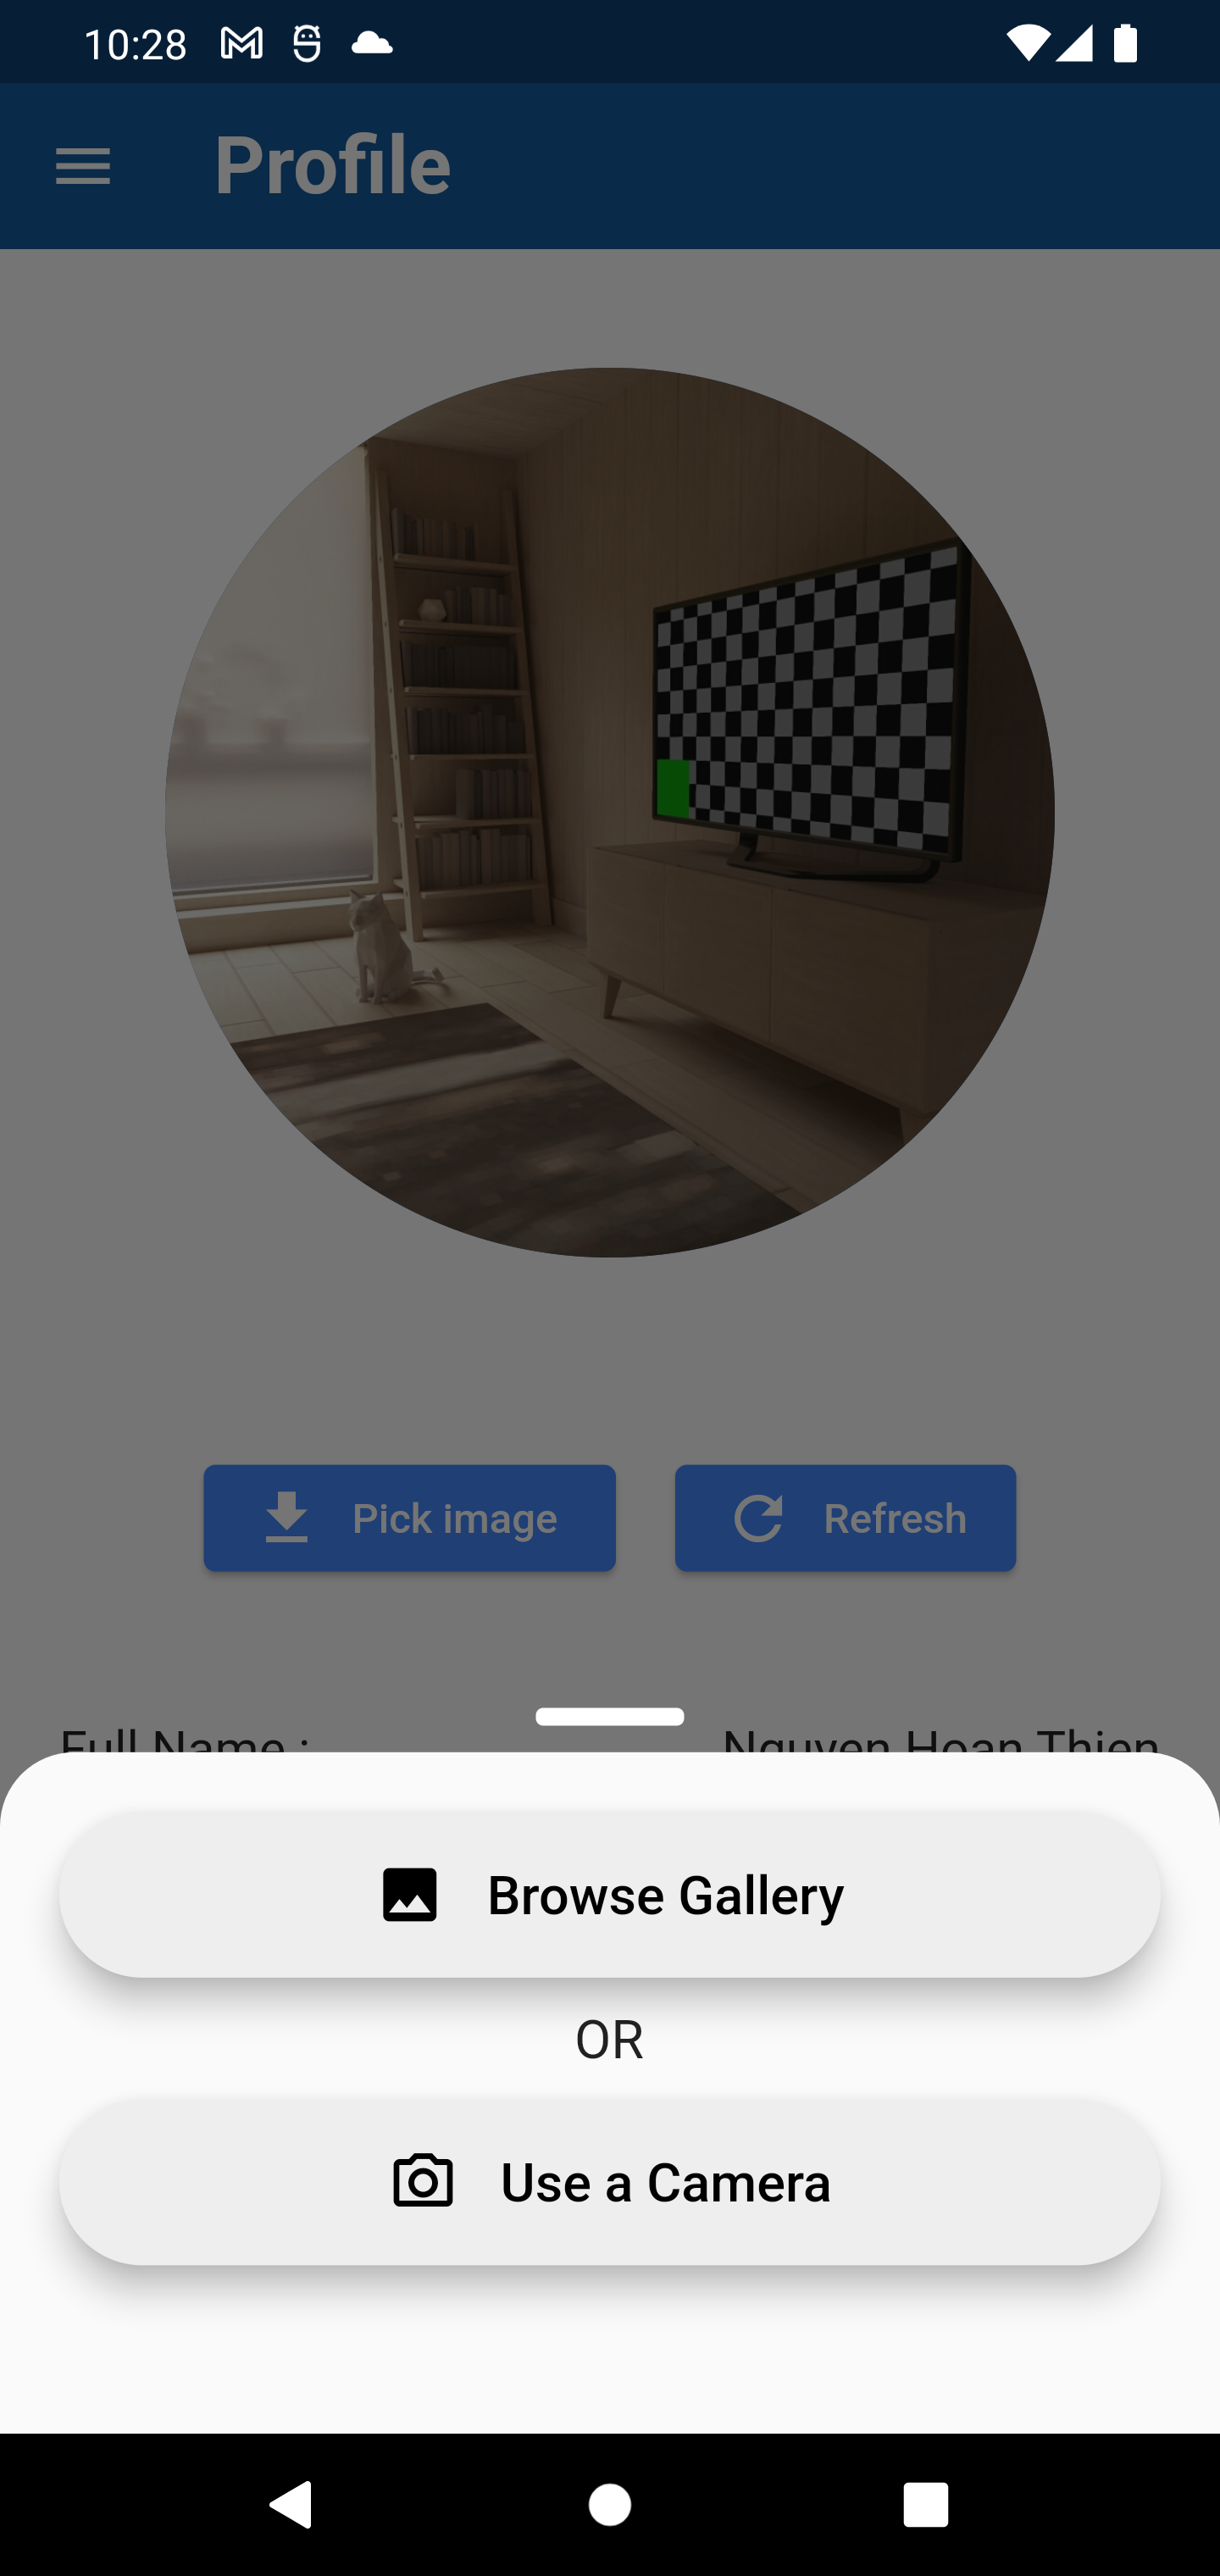 10:28
Profile
Pick image
Refresh
Full Name :
Nguyen Hoan Thien
Browse Gallery
OR
Use a Camera